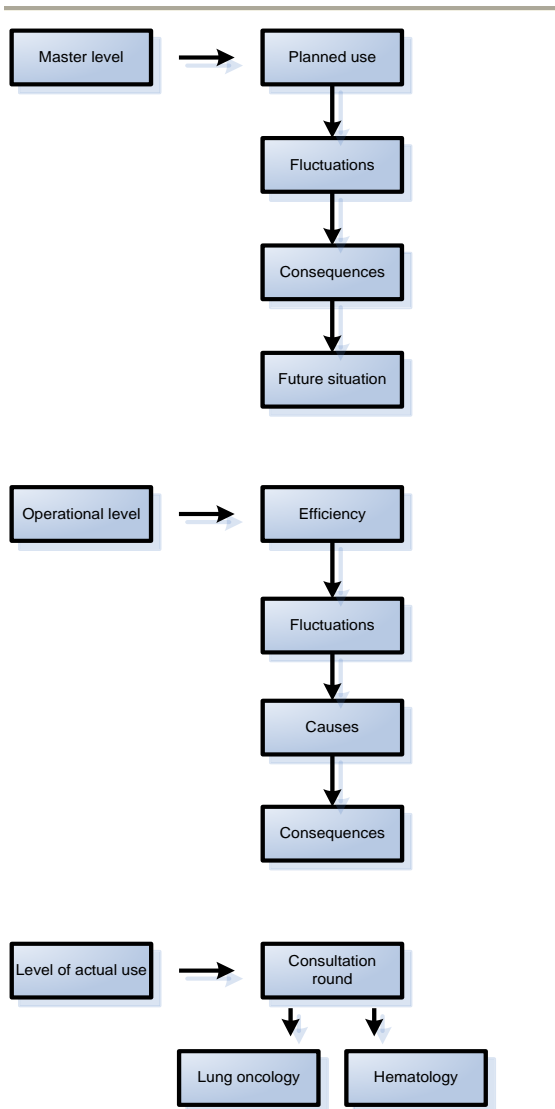 Master level
Planned use
Fluctuations
Consequences
Future situation
Operational level
Efficiency
Fluctuations
Causes
Consequences
Level of actual use
Consultation
round
Lung oncology
Hematology